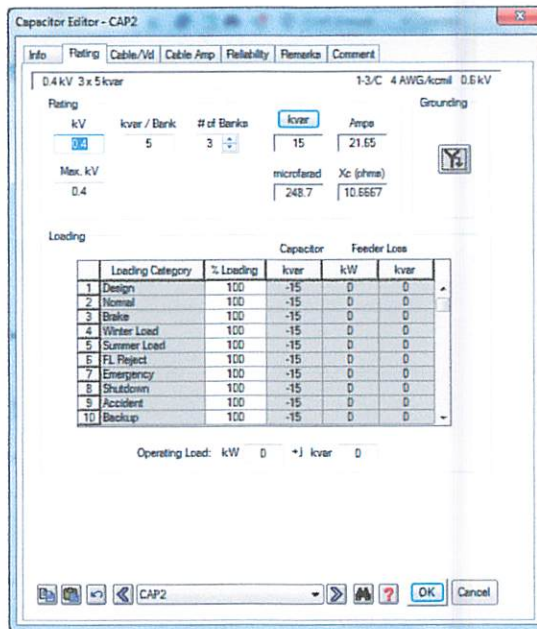 Capacitor Editor - CAP2
Info Rating Cable/Vd Cable Amp Reliability Remarks Comment
0.4 kV 3 x 5 kvar 1-3/C 4 AWG/kcmil 0.6 kV
Rating Grounding
kV kvar / Bank # of Banks kvar Amps
0.4 5 3 15 21.65
Max. kV microfarad Xc (ohms)
0.4 248.7 10.6667
Loading
Capacitor Feeder Loss
Loading Category % Loading kvar kW kvar
1 Design 100 -15 0 0
2 Normal 100 -15 0 0
3 Brake 100 -15 0 0
4 Winter Load 100 -15 0 0
5 Summer Load 100 -15 0 0
6 FL Reject 100 -15 0 0
7 Emergency 100 -15 0 0
8 Shutdown 100 -15 0 0
9 Accident 100 -15 0 0
10 Backup 100 -15 0 0
Operating Load: kW 0 +j kvar 0
CAP2 ? OK Cancel